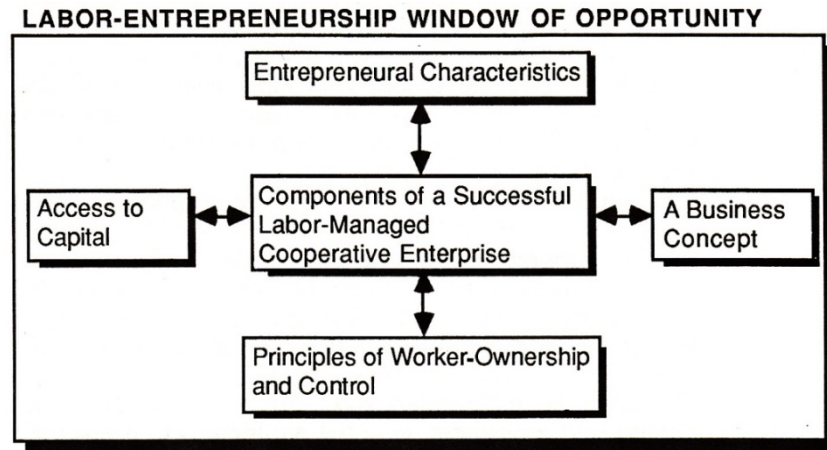 LABOR-ENTREPRENEURSHIP WINDOW OF OPPORTUNITY
Entrepreneural Characteristics
Access to
Capital
Components of a Successful
Labor-Managed
Cooperative Enterprise
A Business
Concept
Principles of Worker-Ownership
and Control